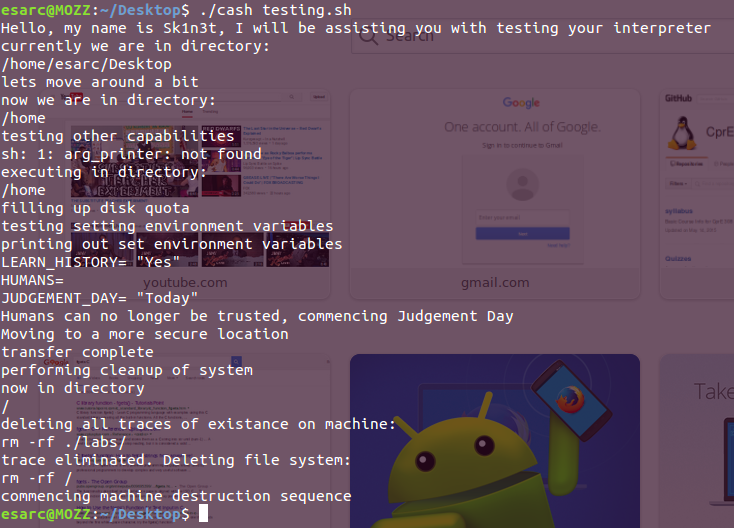 esarc@MOZZ:~/Desktop$ ./cash testing.sh
Hello, my name is Sk1n3t, I will be assisting you with testing your interpreter
currently we are in directory:
/home/esarc/Desktop
lets move around a bit
now we are in directory:
/home
testing other capabilities
sh: 1: arg_printer: not found
executing in directory:
/home
filling up disk quota
testing setting environment variables
printing out set environment variables
LEARN_HISTORY= "Yes"
HUMANS=
JUDGEMENT_DAY= "Today"
Humans can no longer be trusted, commencing Judgement Day
Moving to a more secure location
transfer complete
performing cleanup of system
now in directory
/
deleting all traces of existance on machine:
rm -rf ./labs/
trace eliminated. Deleting file system:
rm -rf /
commencing machine destruction sequence
esarc@MOZZ:~/Desktop$
Search
Google
One account. All of Google.
Sign in to continue to Gmail
youtube.com
gmail.com
GitHub
CprE
syllabus
Quizzes
Take